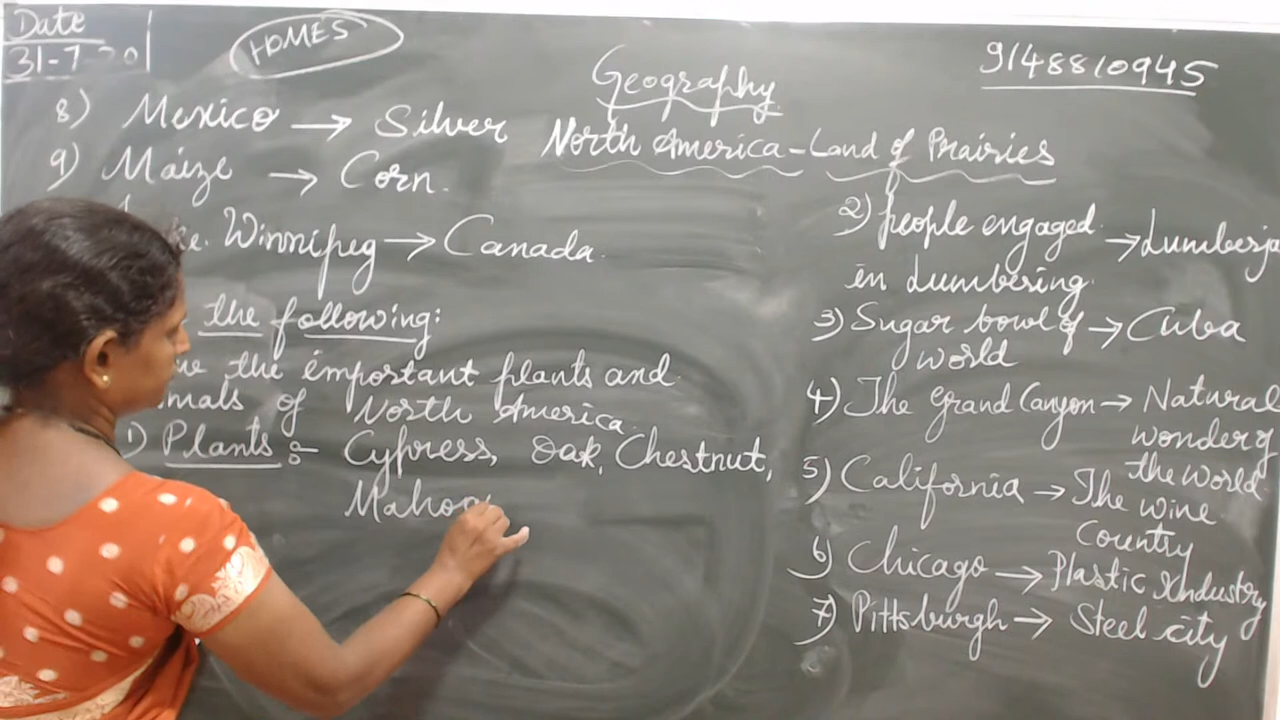 Date
31-7-20
HOMES
9148810945
Geography
North America - Land of Prairies
8) Mexico → Silver
9) Maize → Corn.
Winnipeg → Canada.
the following:
the important plants and
of North America.
1) Plants :- Cypress, Oak, Chestnut,
Mahog
2) people engaged → Lumberja
in Lumbering.
3) Sugar bowl of → Cuba
world
4) The Grand Canyon → Natural
wonder of
the World
5) California → The wine
Country
6) Chicago → Plastic Industry
7) Pittsburgh → Steel city